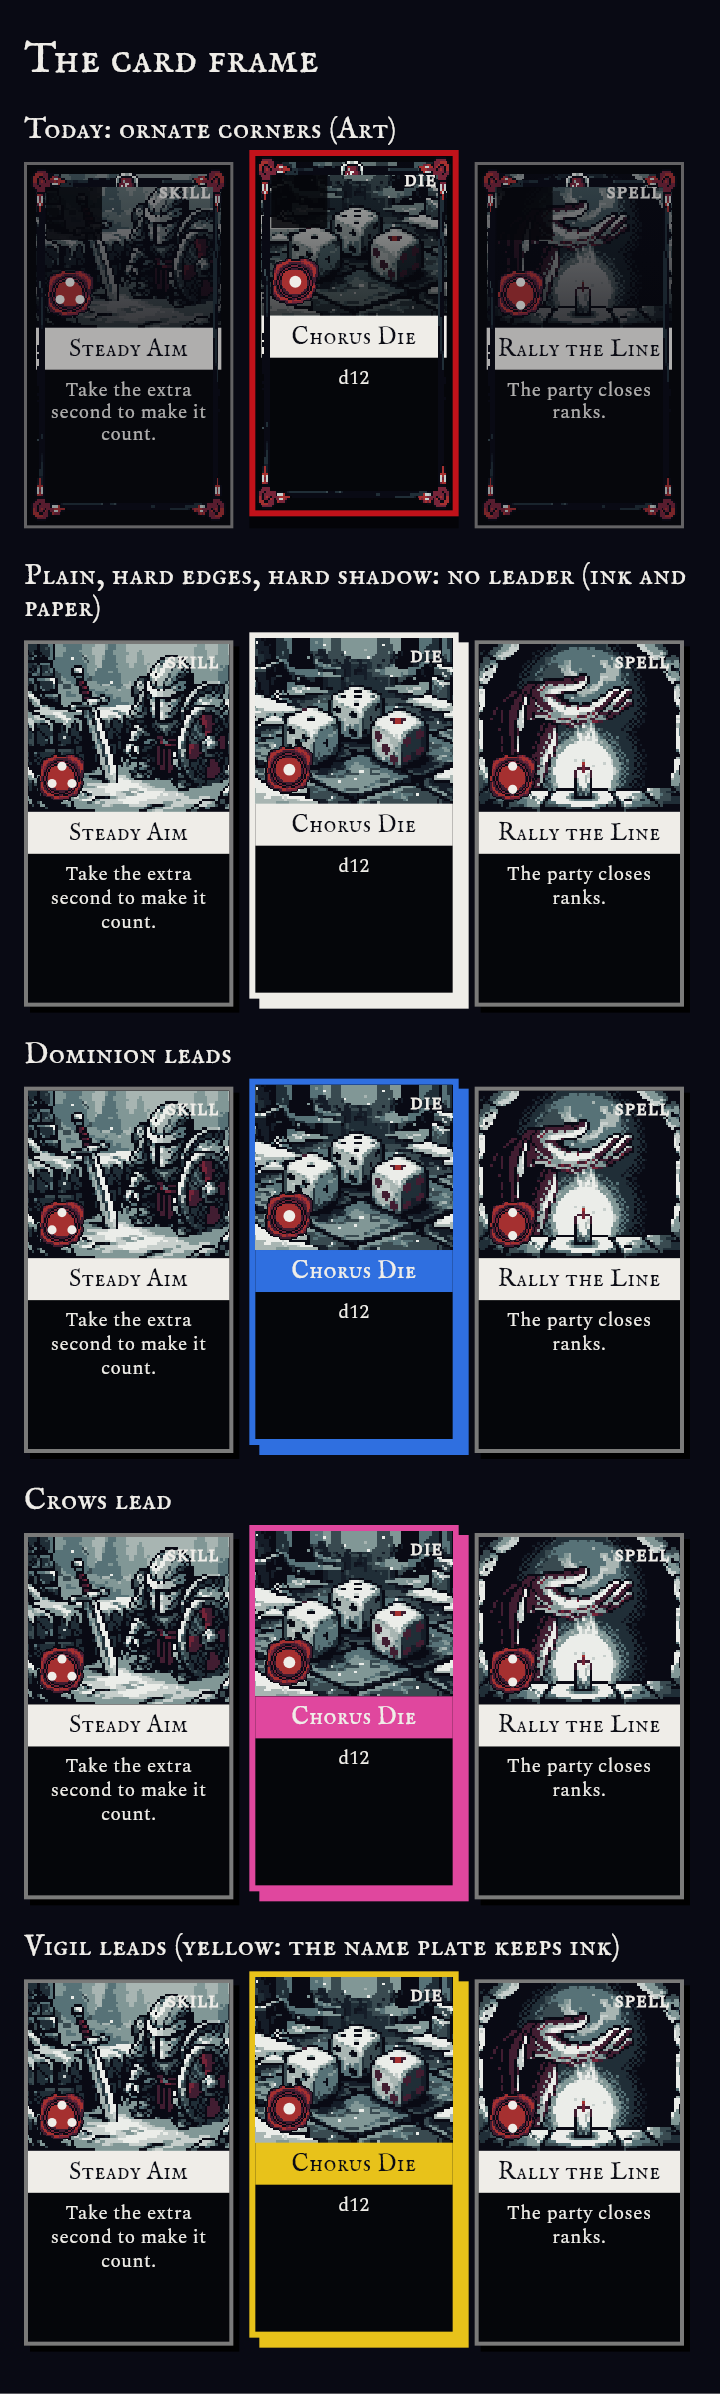 The card frame
Today: ornate corners (Art)
SKILL
DIE
SPELL
Steady Aim
Chorus Die
Rally the Line
Take the extra
second to make it
count.
d12
The party closes
ranks.
Plain, hard edges, hard shadow: no leader (ink and
paper)
SKILL
DIE
SPELL
Steady Aim
Chorus Die
Rally the Line
Take the extra
second to make it
count.
d12
The party closes
ranks.
Dominion leads
SKILL
DIE
SPELL
Steady Aim
Chorus Die
Rally the Line
Take the extra
second to make it
count.
d12
The party closes
ranks.
Crows lead
SKILL
DIE
SPELL
Steady Aim
Chorus Die
Rally the Line
Take the extra
second to make it
count.
d12
The party closes
ranks.
Vigil leads (yellow: the name plate keeps ink)
SKILL
DIE
SPELL
Steady Aim
Chorus Die
Rally the Line
Take the extra
second to make it
count.
d12
The party closes
ranks.